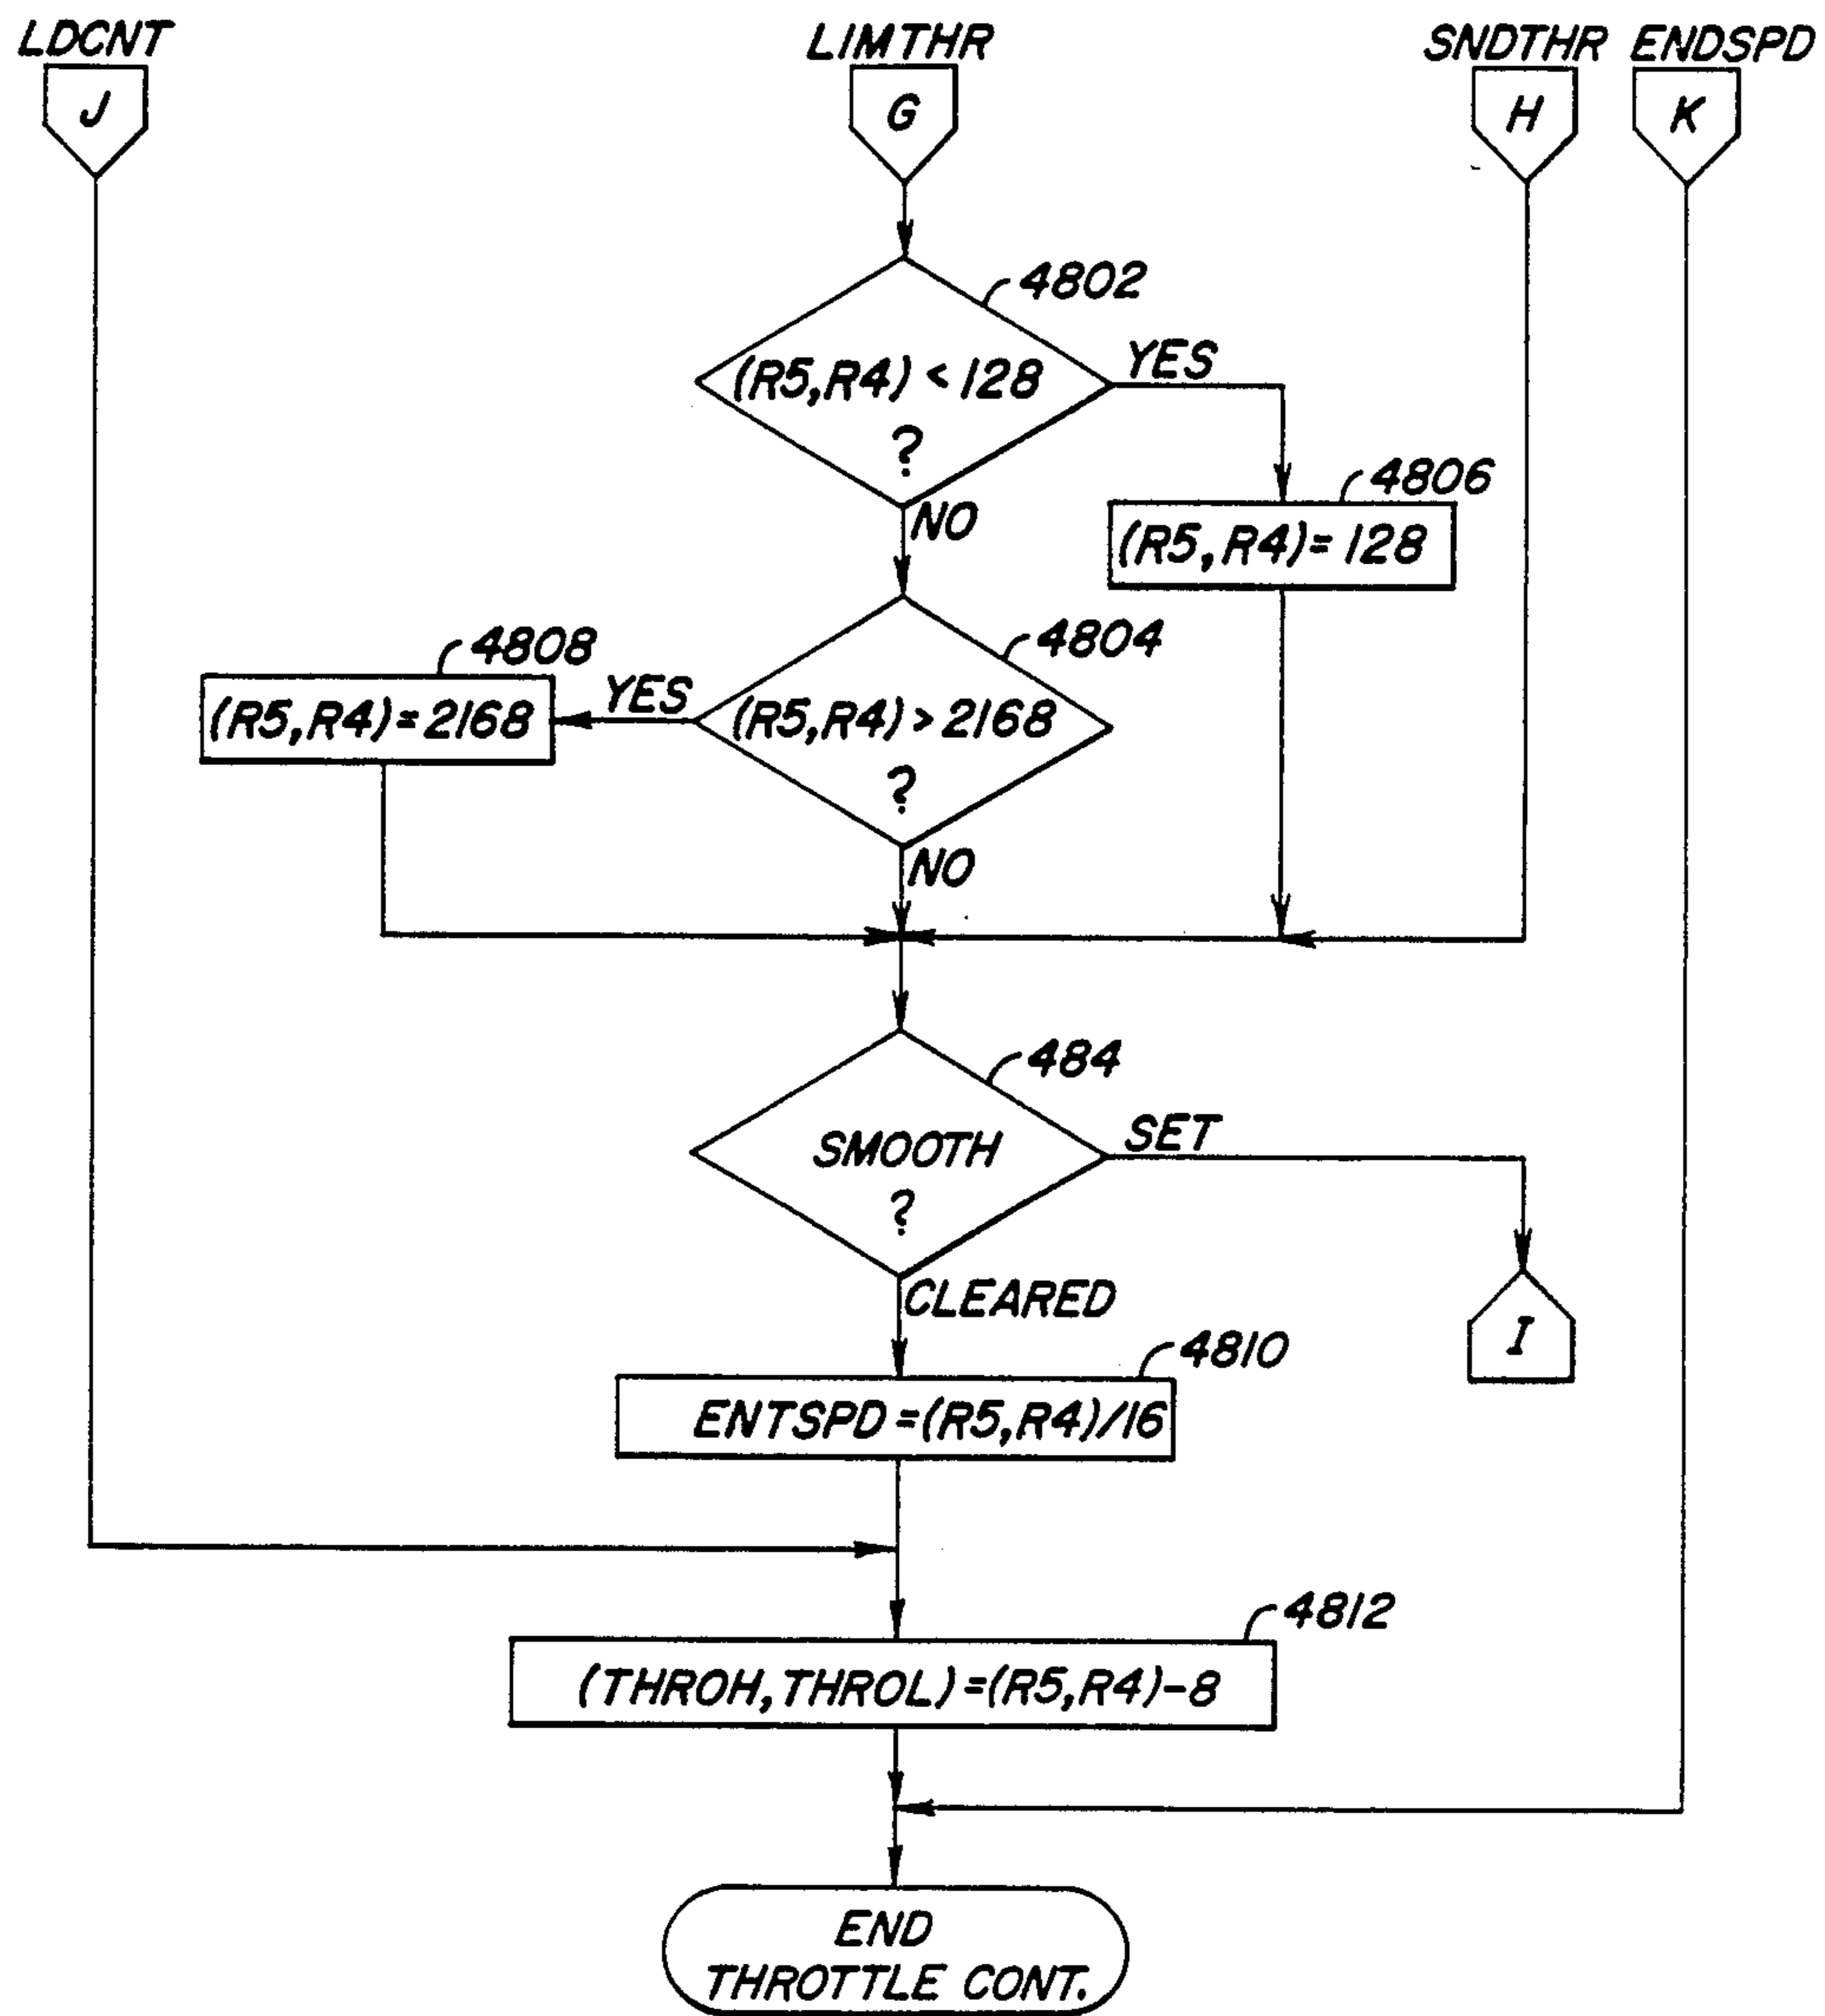 LDCNT
LIMTHR
SNDTHR
ENDSPD
J
G
H
K
4802
(R5,R4) < 128
?
YES
NO
4806
(R5,R4)=128
4804
(R5,R4) > 2168
?
YES
4808
(R5,R4)=2168
NO
484
SMOOTH
?
SET
I
CLEARED
4810
ENTSPD=(R5,R4)/16
4812
(THROH,THROL)=(R5,R4)-8
END
THROTTLE CONT.